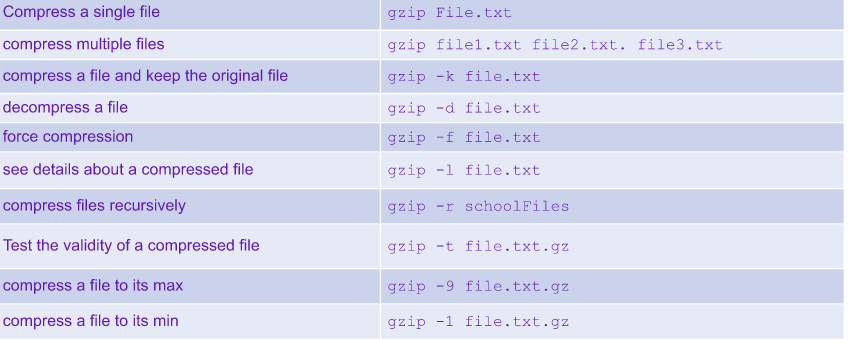 Compress a single file gzip File.txt
compress multiple files gzip file1.txt file2.txt. file3.txt
compress a file and keep the original file gzip -k file.txt
decompress a file gzip -d file.txt
force compression gzip -f file.txt
see details about a compressed file gzip -l file.txt
compress files recursively gzip -r schoolFiles
Test the validity of a compressed file gzip -t file.txt.gz
compress a file to its max gzip -9 file.txt.gz
compress a file to its min gzip -1 file.txt.gz